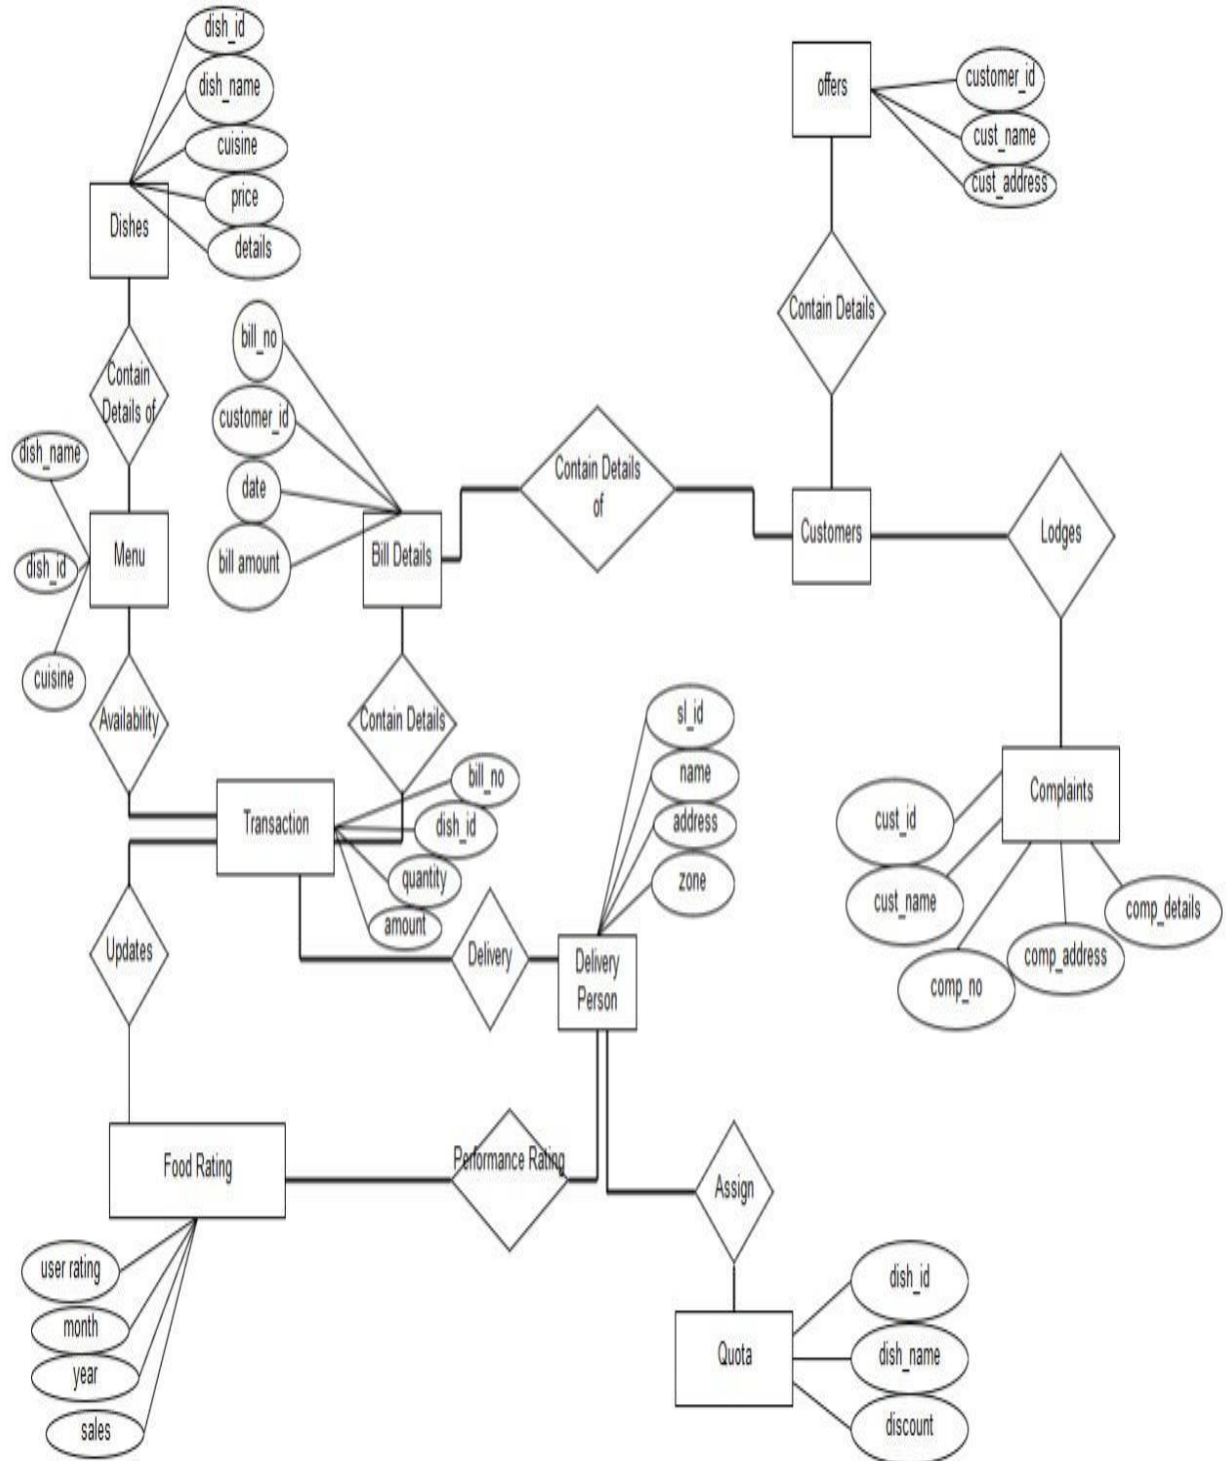 dish_id
dish_name
cuisine
price
details
Dishes
offers
customer_id
cust_name
cust_address
Contain
Details of
bill_no
customer_id
date
bill amount
Contain Details
Contain Details
of
dish_name
dish_id
cuisine
Menu
Bill Details
Customers
Lodges
Availability
Contain Details
Transaction
bill_no
dish_id
quantity
amount
sl_id
name
address
zone
Complaints
cust_id
cust_name
comp_no
comp_address
comp_details
Updates
Delivery
Delivery
Person
Food Rating
Performance Rating
Assign
user rating
month
year
sales
Quota
dish_id
dish_name
discount